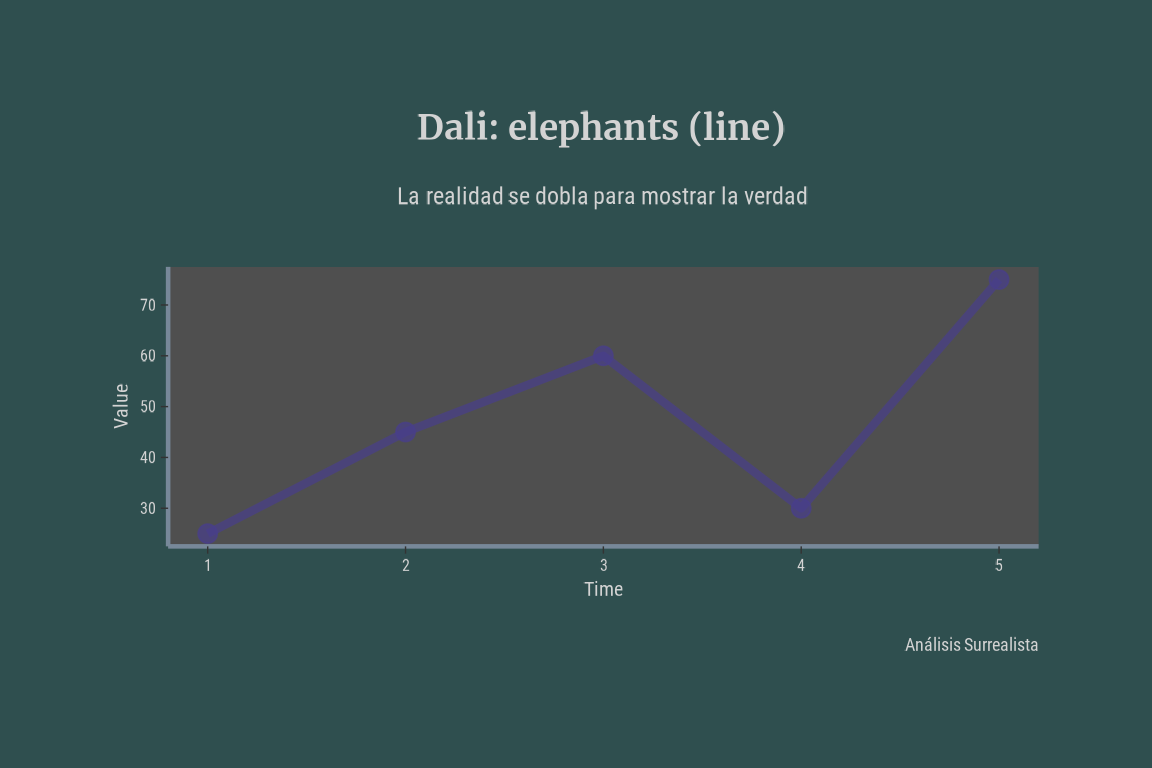 Dali: elephants (line)
La realidad se dobla para mostrar la verdad
70
60
50
40
30
Value
1 2 3 4 5
Time
Análisis Surrealista